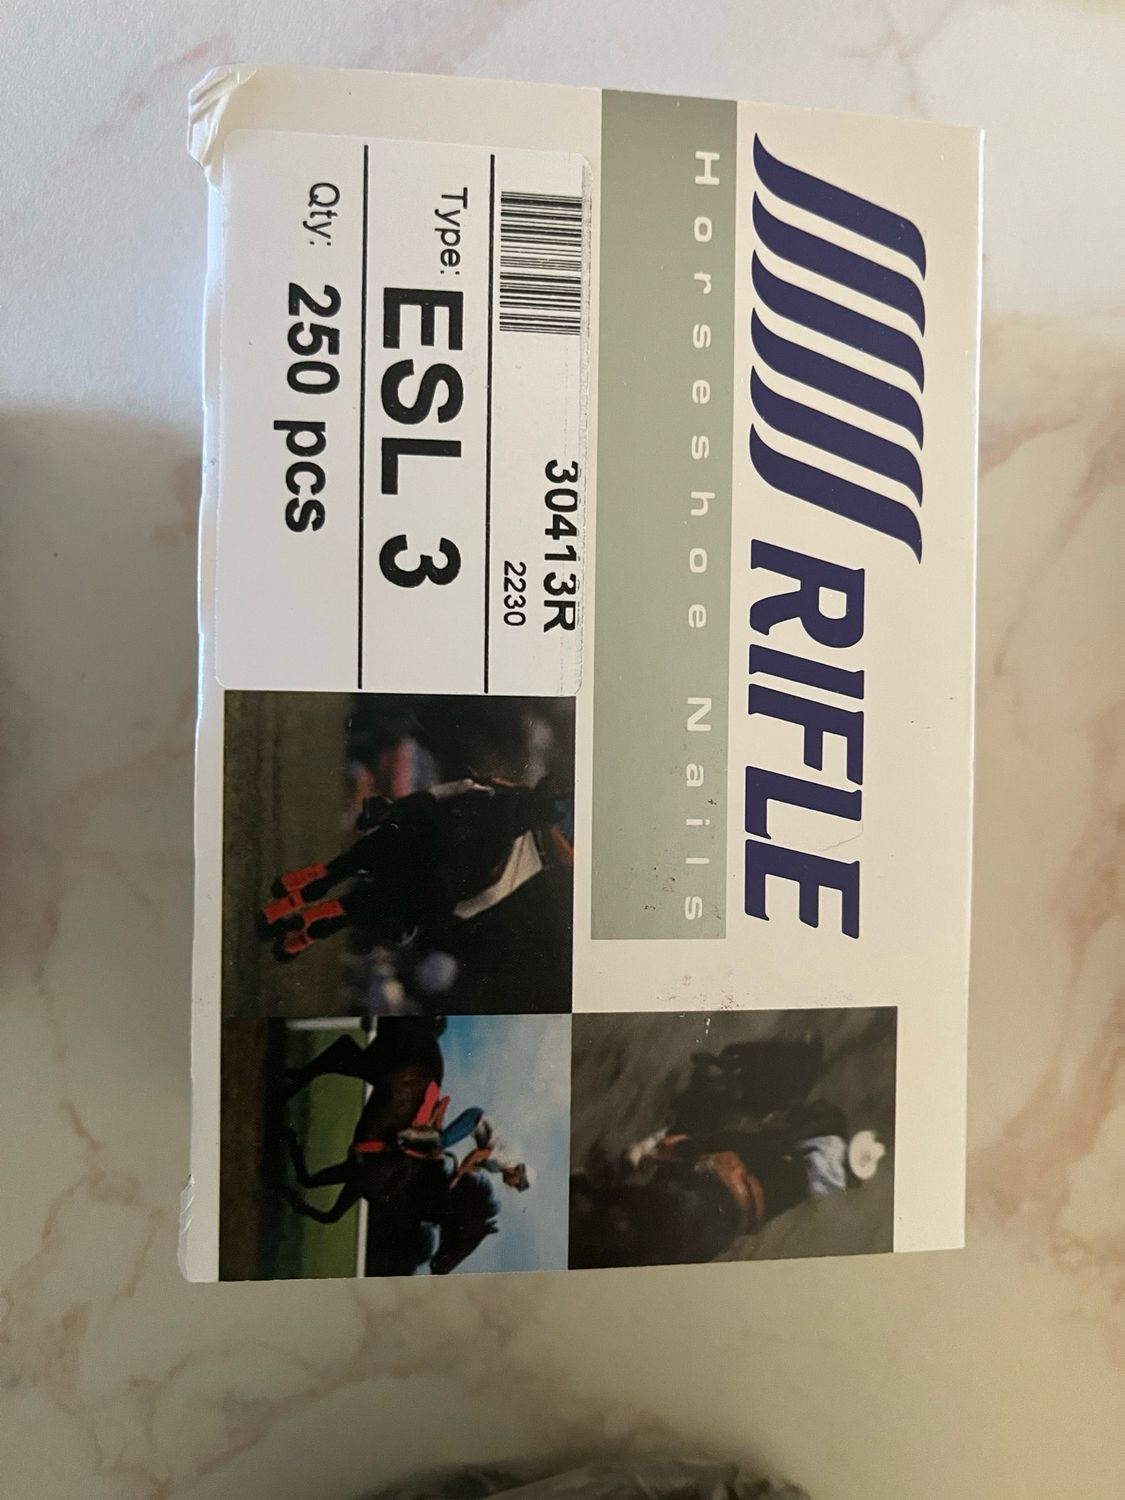 RIFLE
Horseshoe Nails
30413R
2230
Type: ESL 3
Qty: 250 pcs